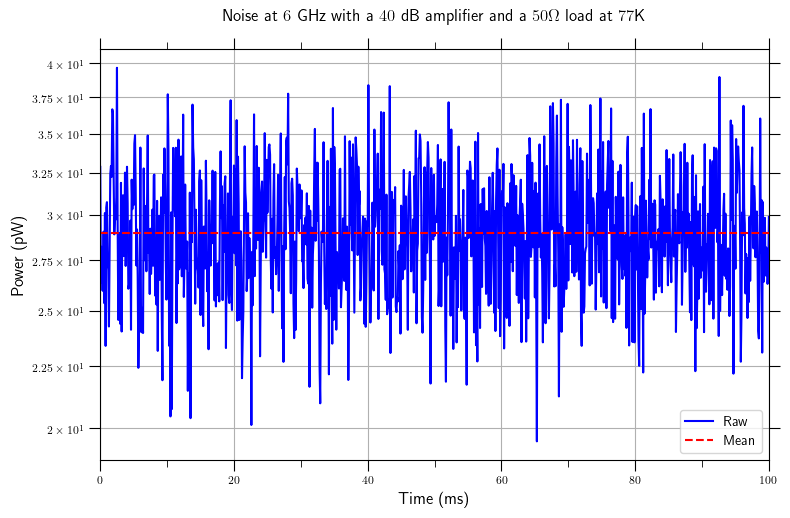 Noise at 6 GHz with a 40 dB amplifier and a 50Ω load at 77K
Power (pW)
4 × 10¹
3.75 × 10¹
3.5 × 10¹
3.25 × 10¹
3 × 10¹
2.75 × 10¹
2.5 × 10¹
2.25 × 10¹
2 × 10¹
Raw
Mean
0 20 40 60 80 100
Time (ms)